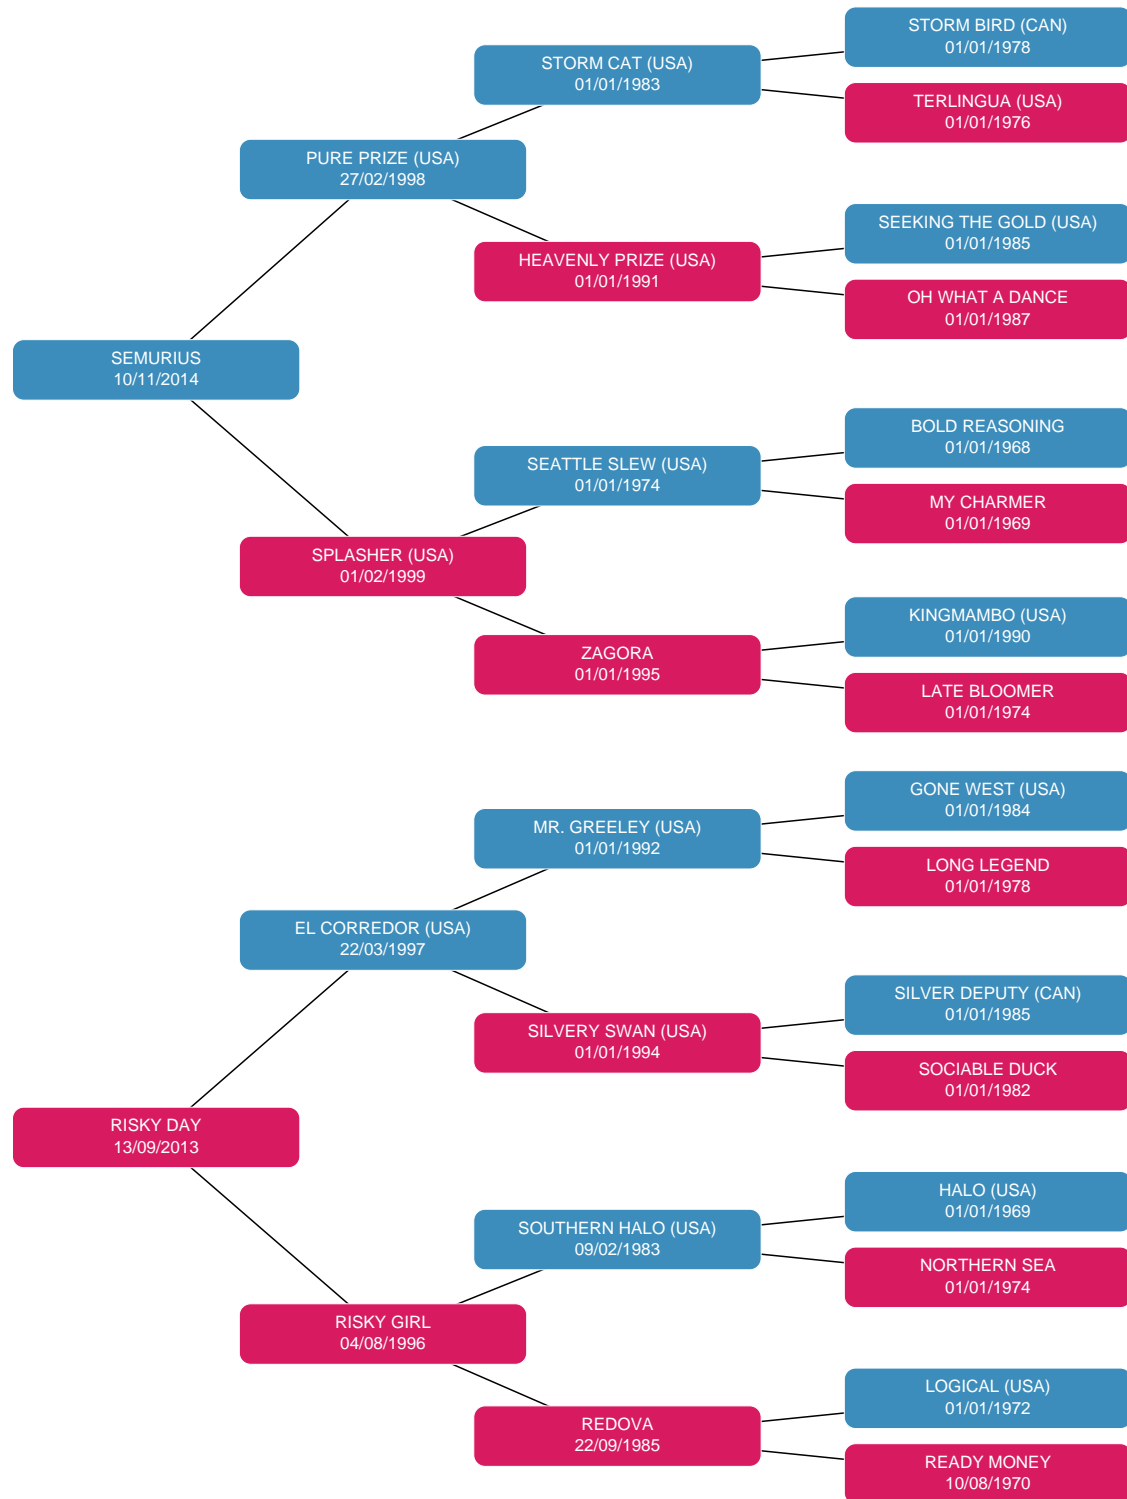 STORM BIRD (CAN)
01/01/1978
STORM CAT (USA)
01/01/1983
TERLINGUA (USA)
01/01/1976
PURE PRIZE (USA)
27/02/1998
SEEKING THE GOLD (USA)
01/01/1985
HEAVENLY PRIZE (USA)
01/01/1991
OH WHAT A DANCE
01/01/1987
SEMURIUS
10/11/2014
BOLD REASONING
01/01/1968
SEATTLE SLEW (USA)
01/01/1974
MY CHARMER
01/01/1969
SPLASHER (USA)
01/02/1999
KINGMAMBO (USA)
01/01/1990
ZAGORA
01/01/1995
LATE BLOOMER
01/01/1974
GONE WEST (USA)
01/01/1984
MR. GREELEY (USA)
01/01/1992
LONG LEGEND
01/01/1978
EL CORREDOR (USA)
22/03/1997
SILVER DEPUTY (CAN)
01/01/1985
SILVERY SWAN (USA)
01/01/1994
SOCIABLE DUCK
01/01/1982
RISKY DAY
13/09/2013
HALO (USA)
01/01/1969
SOUTHERN HALO (USA)
09/02/1983
NORTHERN SEA
01/01/1974
RISKY GIRL
04/08/1996
LOGICAL (USA)
01/01/1972
REDOVA
22/09/1985
READY MONEY
10/08/1970